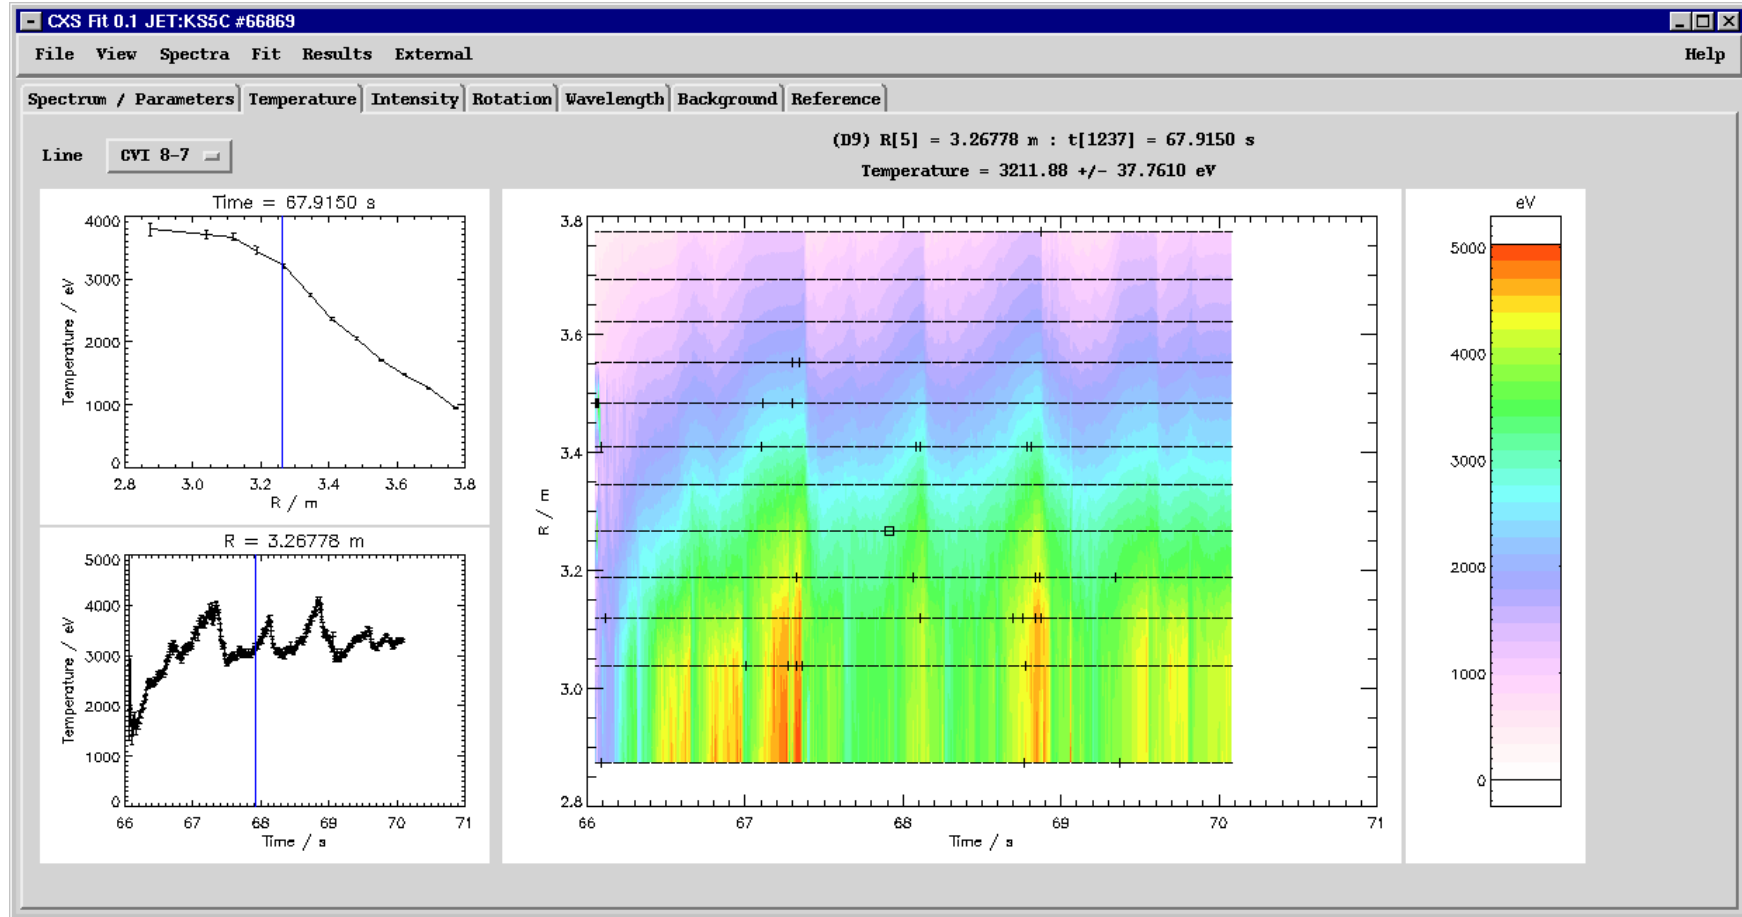 CXS Fit 0.1 JET:KS5C #66869
File View Spectra Fit Results External Help
Spectrum / Parameters Temperature Intensity Rotation Wavelength Background Reference
(D9) R[5] = 3.26778 m : t[1237] = 67.9150 s
Line CVI 8-7
Temperature = 3211.88 +/- 37.7610 eV
Time = 67.9150 s
4000
3000
2000
1000
0
Temperature / eV
2.8 3.0 3.2 3.4 3.6 3.8
R / m
R = 3.26778 m
5000
4000
3000
2000
1000
0
Temperature / eV
66 67 68 69 70 71
Time / s
3.8
3.6
3.4
3.2
3.0
2.8
R / m
66 67 68 69 70 71
Time / s
eV
5000
4000
3000
2000
1000
0